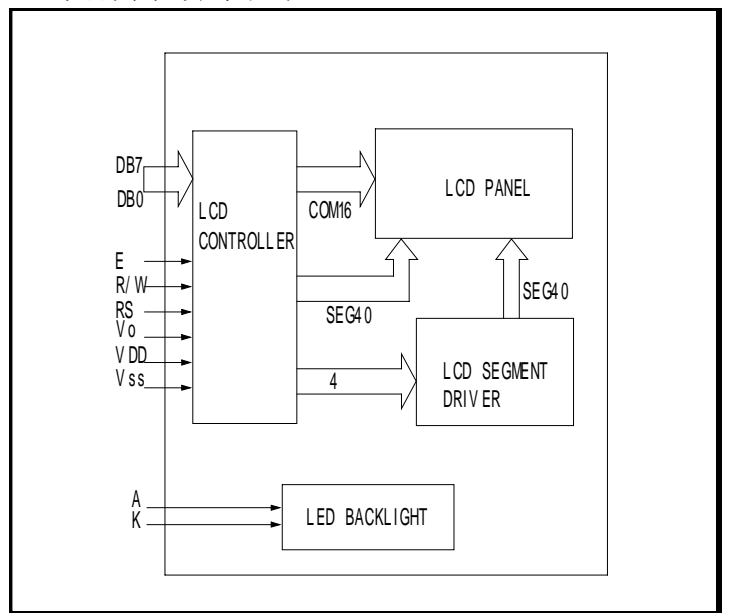 DB7
DB0
E
R/W
RS
Vo
VDD
Vss
LCD
CONTROLLER
COM16
SEG40
4
LCD PANEL
SEG40
LCD SEGMENT
DRIVER
A
K
LED BACKLIGHT